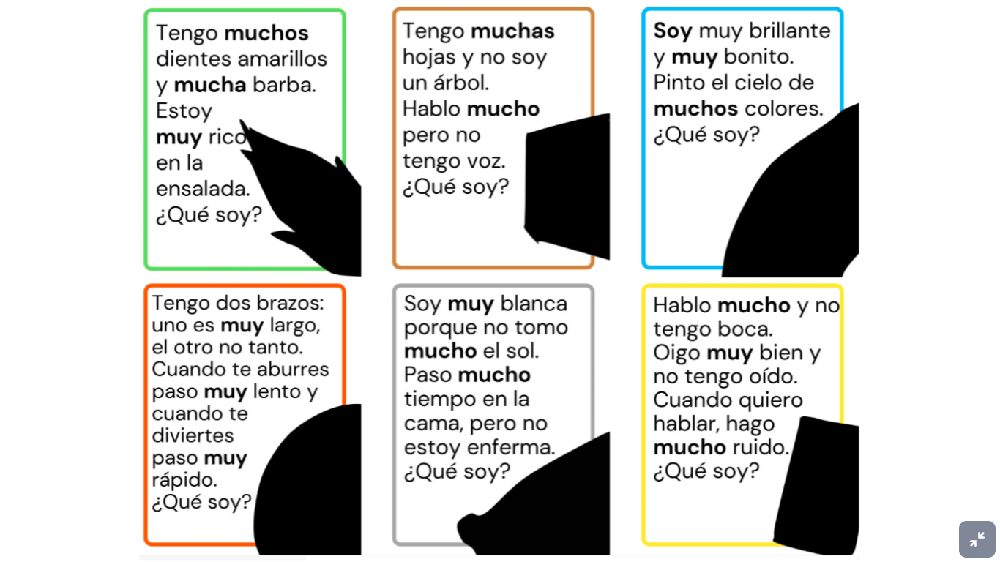 Tengo muchos
dientes amarillos
y mucha barba.
Estoy
muy rico
en la
ensalada.
¿Qué soy?
Tengo muchas
hojas y no soy
un árbol.
Hablo mucho
pero no
tengo voz.
¿Qué soy?
Soy muy brillante
y muy bonito.
Pinto el cielo de
muchos colores.
¿Qué soy?
Tengo dos brazos:
uno es muy largo,
el otro no tanto.
Cuando te aburres
paso muy lento y
cuando te
diviertes
paso muy
rápido.
¿Qué soy?
Soy muy blanca
porque no tomo
mucho el sol.
Paso mucho
tiempo en la
cama, pero no
estoy enferma.
¿Qué soy?
Hablo mucho y no
tengo boca.
Oigo muy bien y
no tengo oído.
Cuando quiero
hablar, hago
mucho ruido.
¿Qué soy?